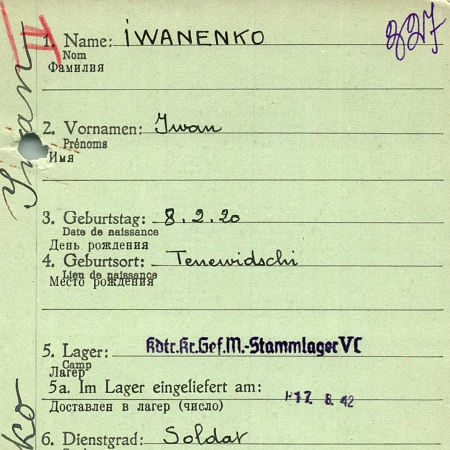 II
827
1. Name: IWANENKO
Nom
Фамилия
2. Vornamen: Iwan
Prénoms
Имя
3. Geburtstag: 8.2.20
Date de naissance
День рождения
4. Geburtsort: Tenewidschi
Lieu de naissance
Место рождения
5. Lager: Kdtr.Kr.Gef.M.-Stammlager VC
Camp
Лагерь
5a. Im Lager eingeliefert am:
17. 8. 42
Доставлен в лагер (число)
6. Dienstgrad: Soldat